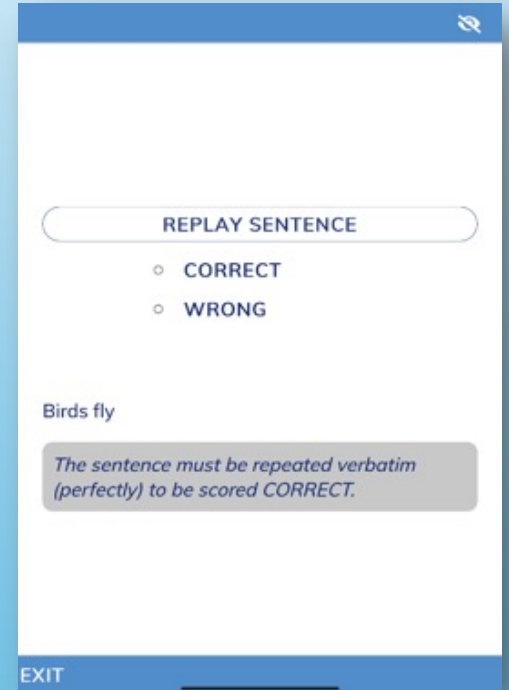 REPLAY SENTENCE
CORRECT
WRONG
Birds fly
The sentence must be repeated verbatim
(perfectly) to be scored CORRECT.
EXIT